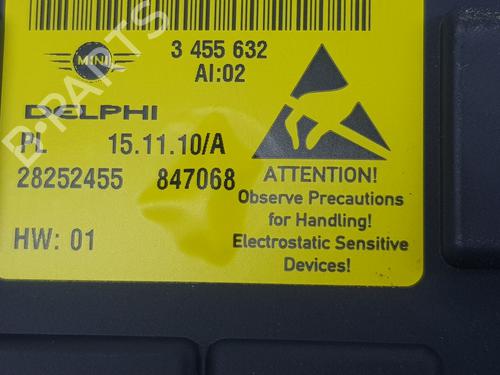 MINI
3 455 632
AI:02
DELPHI
PL 15.11.10/A
28252455 847068
HW: 01
ATTENTION!
Observe Precautions
for Handling!
Electrostatic Sensitive
Devices!
B-PARTS